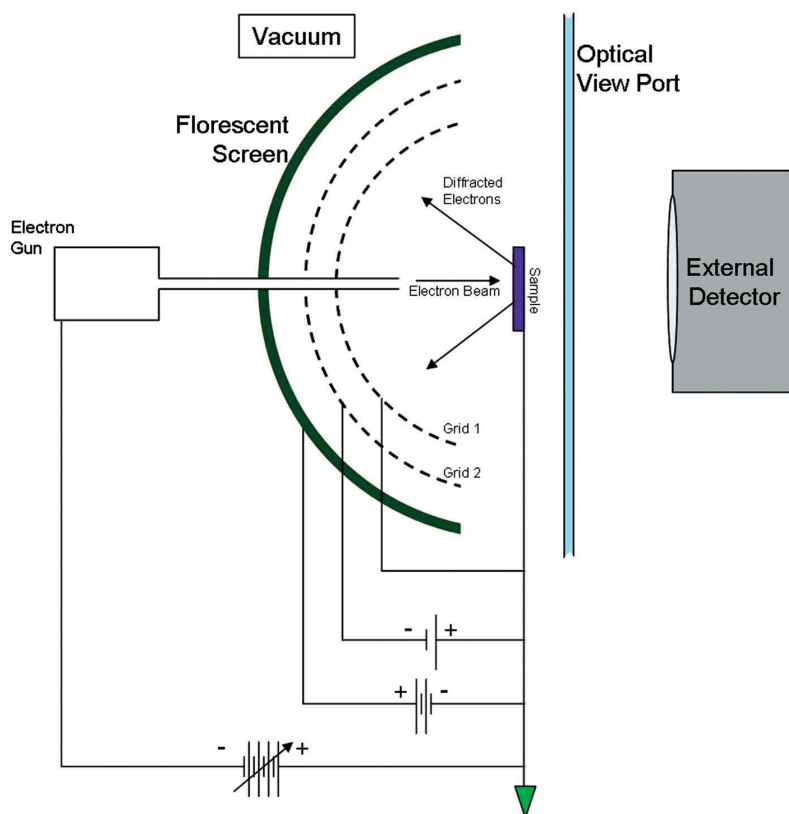 Vacuum
Optical
View Port
Florescent
Screen
Diffracted
Electrons
Electron
Gun
Electron Beam
Sample
External
Detector
Grid 1
Grid 2
- +
+ -
- +